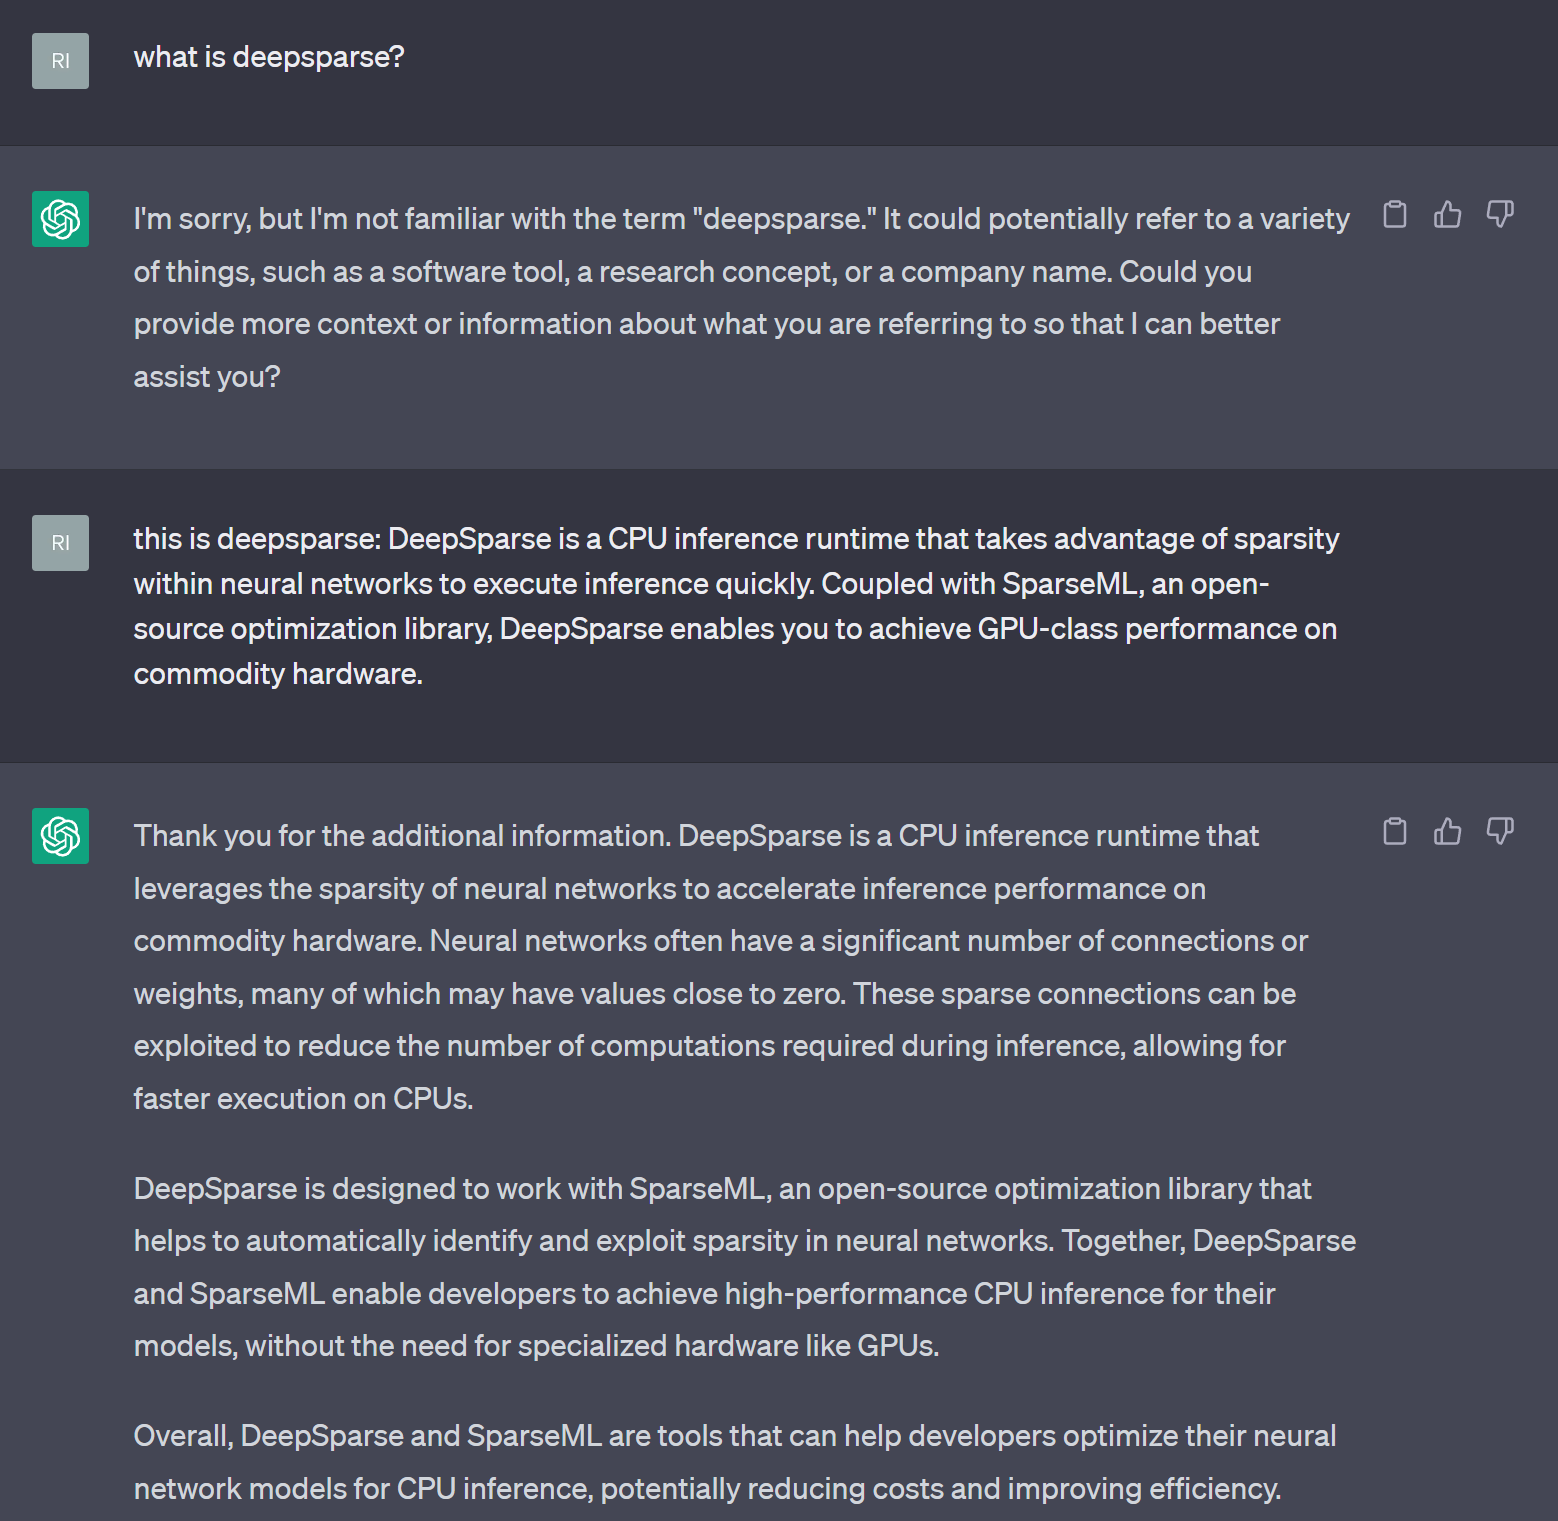 RI
what is deepsparse?
I'm sorry, but I'm not familiar with the term "deepsparse." It could potentially refer to a variety
of things, such as a software tool, a research concept, or a company name. Could you
provide more context or information about what you are referring to so that I can better
assist you?
RI
this is deepsparse: DeepSparse is a CPU inference runtime that takes advantage of sparsity
within neural networks to execute inference quickly. Coupled with SparseML, an open-
source optimization library, DeepSparse enables you to achieve GPU-class performance on
commodity hardware.
Thank you for the additional information. DeepSparse is a CPU inference runtime that
leverages the sparsity of neural networks to accelerate inference performance on
commodity hardware. Neural networks often have a significant number of connections or
weights, many of which may have values close to zero. These sparse connections can be
exploited to reduce the number of computations required during inference, allowing for
faster execution on CPUs.
DeepSparse is designed to work with SparseML, an open-source optimization library that
helps to automatically identify and exploit sparsity in neural networks. Together, DeepSparse
and SparseML enable developers to achieve high-performance CPU inference for their
models, without the need for specialized hardware like GPUs.
Overall, DeepSparse and SparseML are tools that can help developers optimize their neural
network models for CPU inference, potentially reducing costs and improving efficiency.